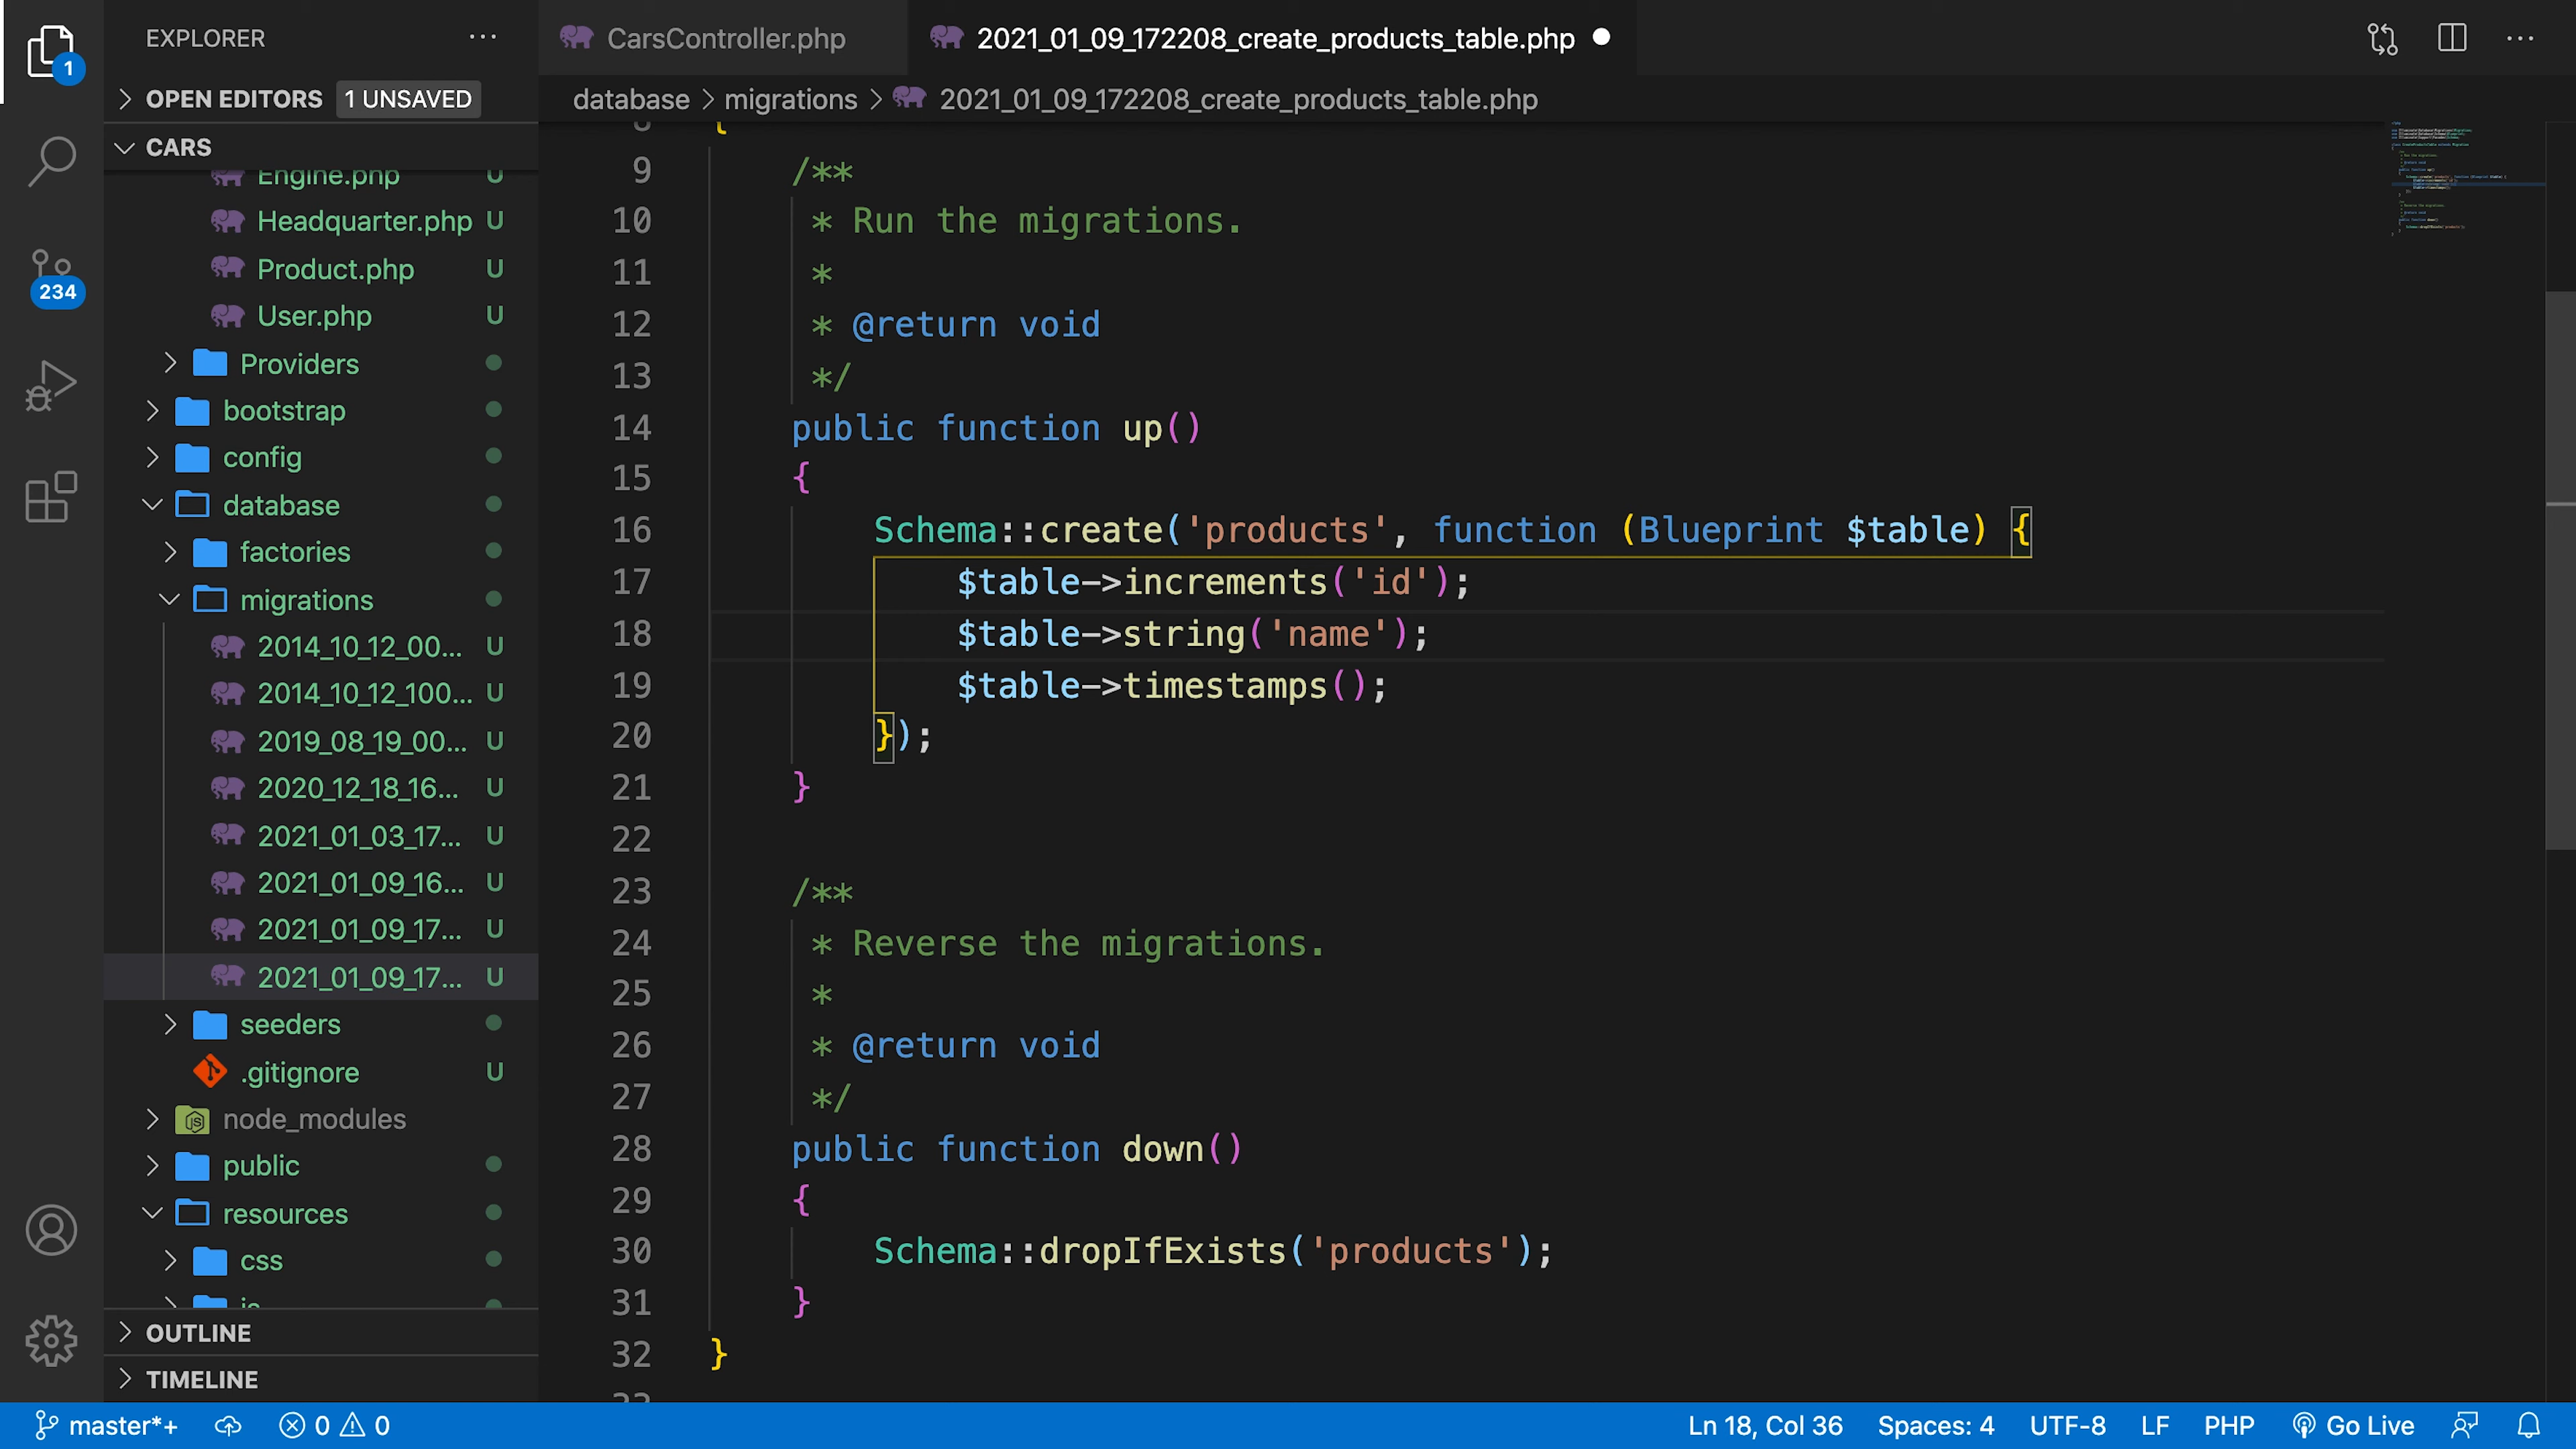 EXPLORER
OPEN EDITORS 1 UNSAVED
CARS
Engine.php U
Headquarter.php U
Product.php U
User.php U
Providers
bootstrap
config
database
factories
migrations
2014_10_12_00... U
2014_10_12_100... U
2019_08_19_00... U
2020_12_18_16... U
2021_01_03_17... U
2021_01_09_16... U
2021_01_09_17... U
2021_01_09_17... U
seeders
.gitignore U
node_modules
public
resources
css
js
OUTLINE
TIMELINE
1
234
CarsController.php
2021_01_09_172208_create_products_table.php
database > migrations > 2021_01_09_172208_create_products_table.php
8 {
9 /**
10 * Run the migrations.
11 *
12 * @return void
13 */
14 public function up()
15 {
16 Schema::create('products', function (Blueprint $table) {
17 $table->increments('id');
18 $table->string('name');
19 $table->timestamps();
20 });
21 }
22
23 /**
24 * Reverse the migrations.
25 *
26 * @return void
27 */
28 public function down()
29 {
30 Schema::dropIfExists('products');
31 }
32 }
33
master*+ 0 0 Ln 18, Col 36 Spaces: 4 UTF-8 LF PHP Go Live